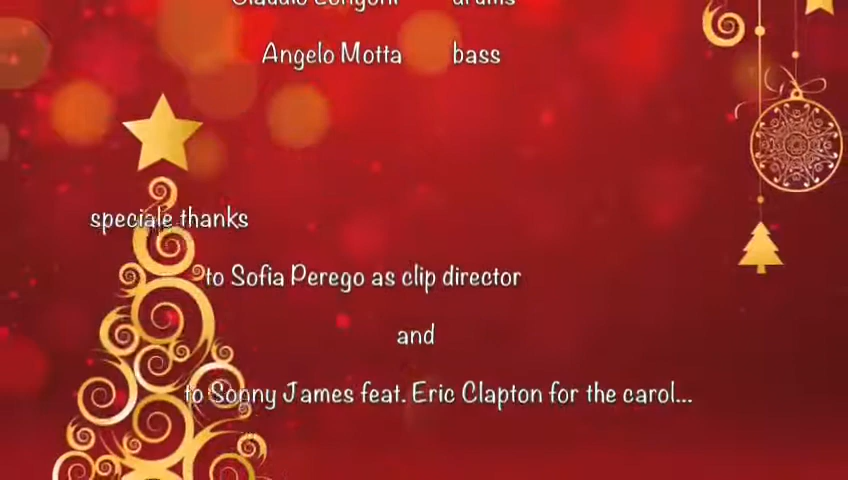 drums
Angelo Motta bass
speciale thanks
to Sofia Perego as clip director
and
to Sonny James feat. Eric Clapton for the carol...